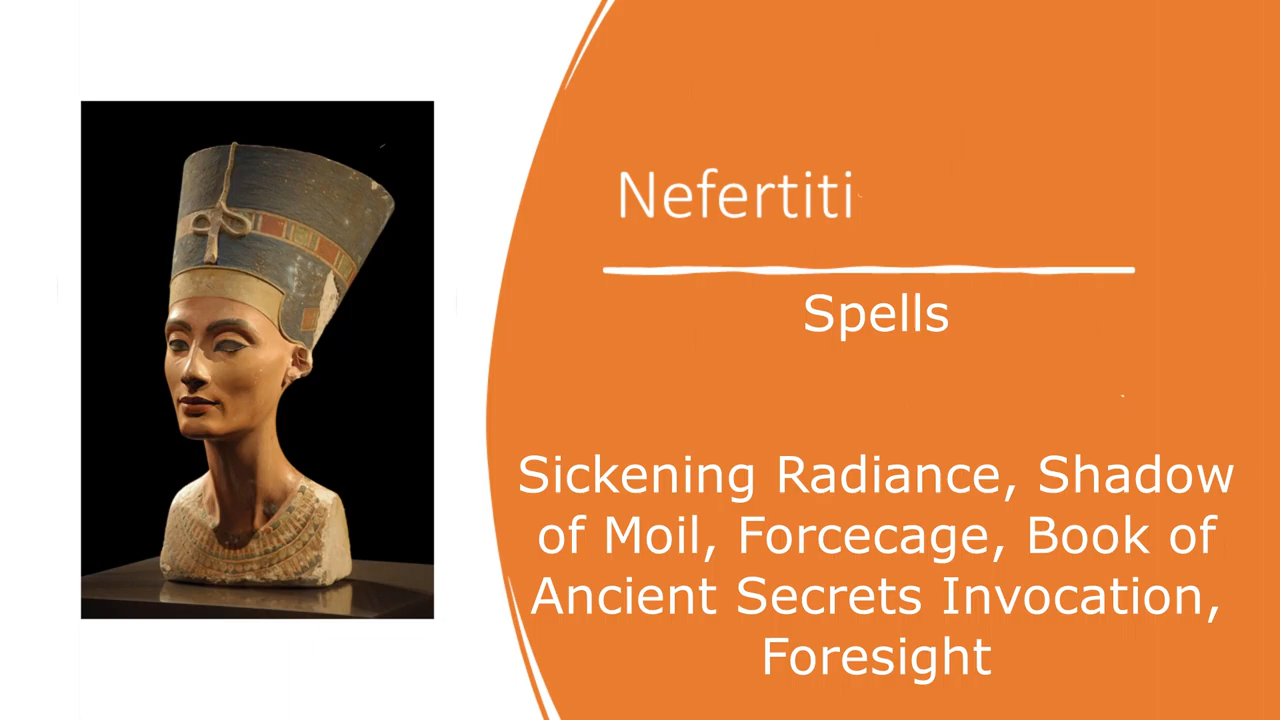 Nefertiti
Spells
Sickening Radiance, Shadow
of Moil, Forcecage, Book of
Ancient Secrets Invocation,
Foresight